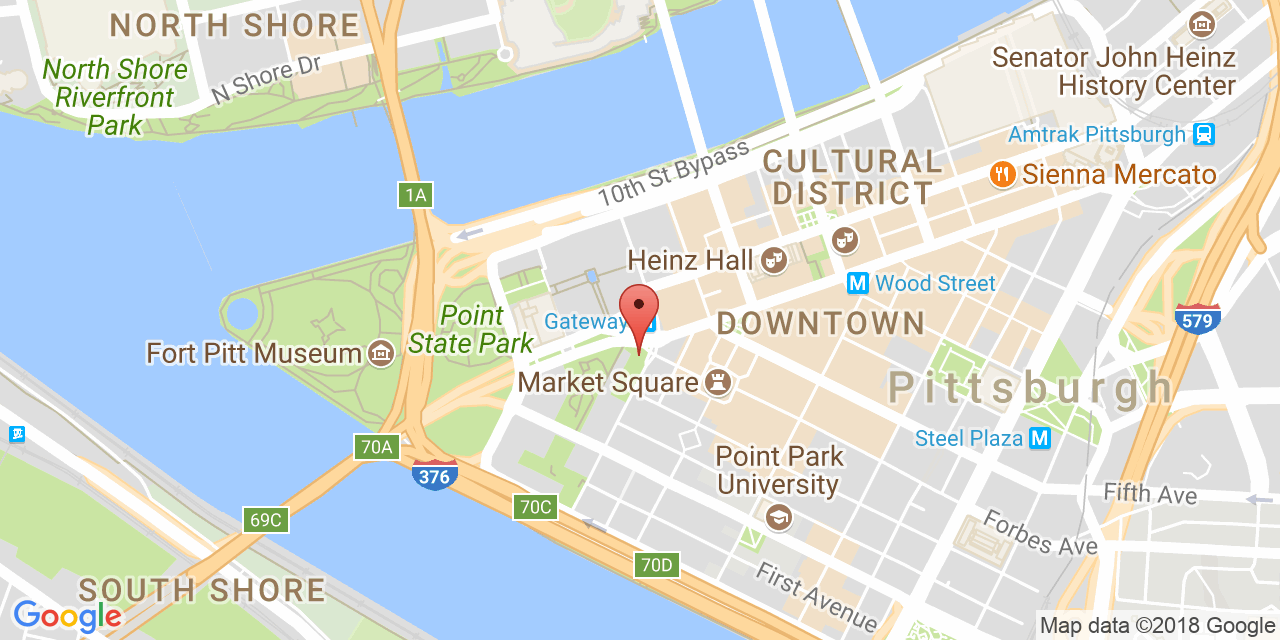 NORTH SHORE
North Shore
Riverfront
Park
N Shore Dr
Senator John Heinz
History Center
Amtrak Pittsburgh
Sienna Mercato
10th St Bypass
CULTURAL
DISTRICT
1A
Heinz Hall
M Wood Street
Point
State Park
Gateway
DOWNTOWN
579
Fort Pitt Museum
Market Square
Pittsburgh
70A
Steel Plaza M
376
Point Park
University
70C
Fifth Ave
69C
Forbes Ave
70D
SOUTH SHORE
First Avenue
Google
Map data ©2018 Google